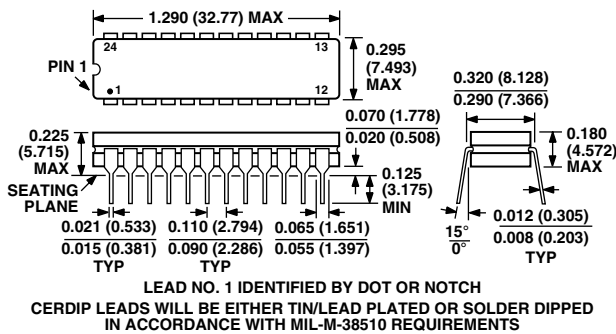 1.290 (32.77) MAX
24
13
PIN 1
1
12
0.295
(7.493)
MAX
0.320 (8.128)
0.290 (7.366)
0.070 (1.778)
0.020 (0.508)
0.225
(5.715)
MAX
0.180
(4.572)
MAX
SEATING
PLANE
0.125
(3.175)
MIN
0.021 (0.533)
0.015 (0.381)
TYP
0.110 (2.794)
0.090 (2.286)
TYP
0.065 (1.651)
0.055 (1.397)
15°
0°
0.012 (0.305)
0.008 (0.203)
TYP
LEAD NO. 1 IDENTIFIED BY DOT OR NOTCH
CERDIP LEADS WILL BE EITHER TIN/LEAD PLATED OR SOLDER DIPPED
IN ACCORDANCE WITH MIL-M-38510 REQUIREMENTS